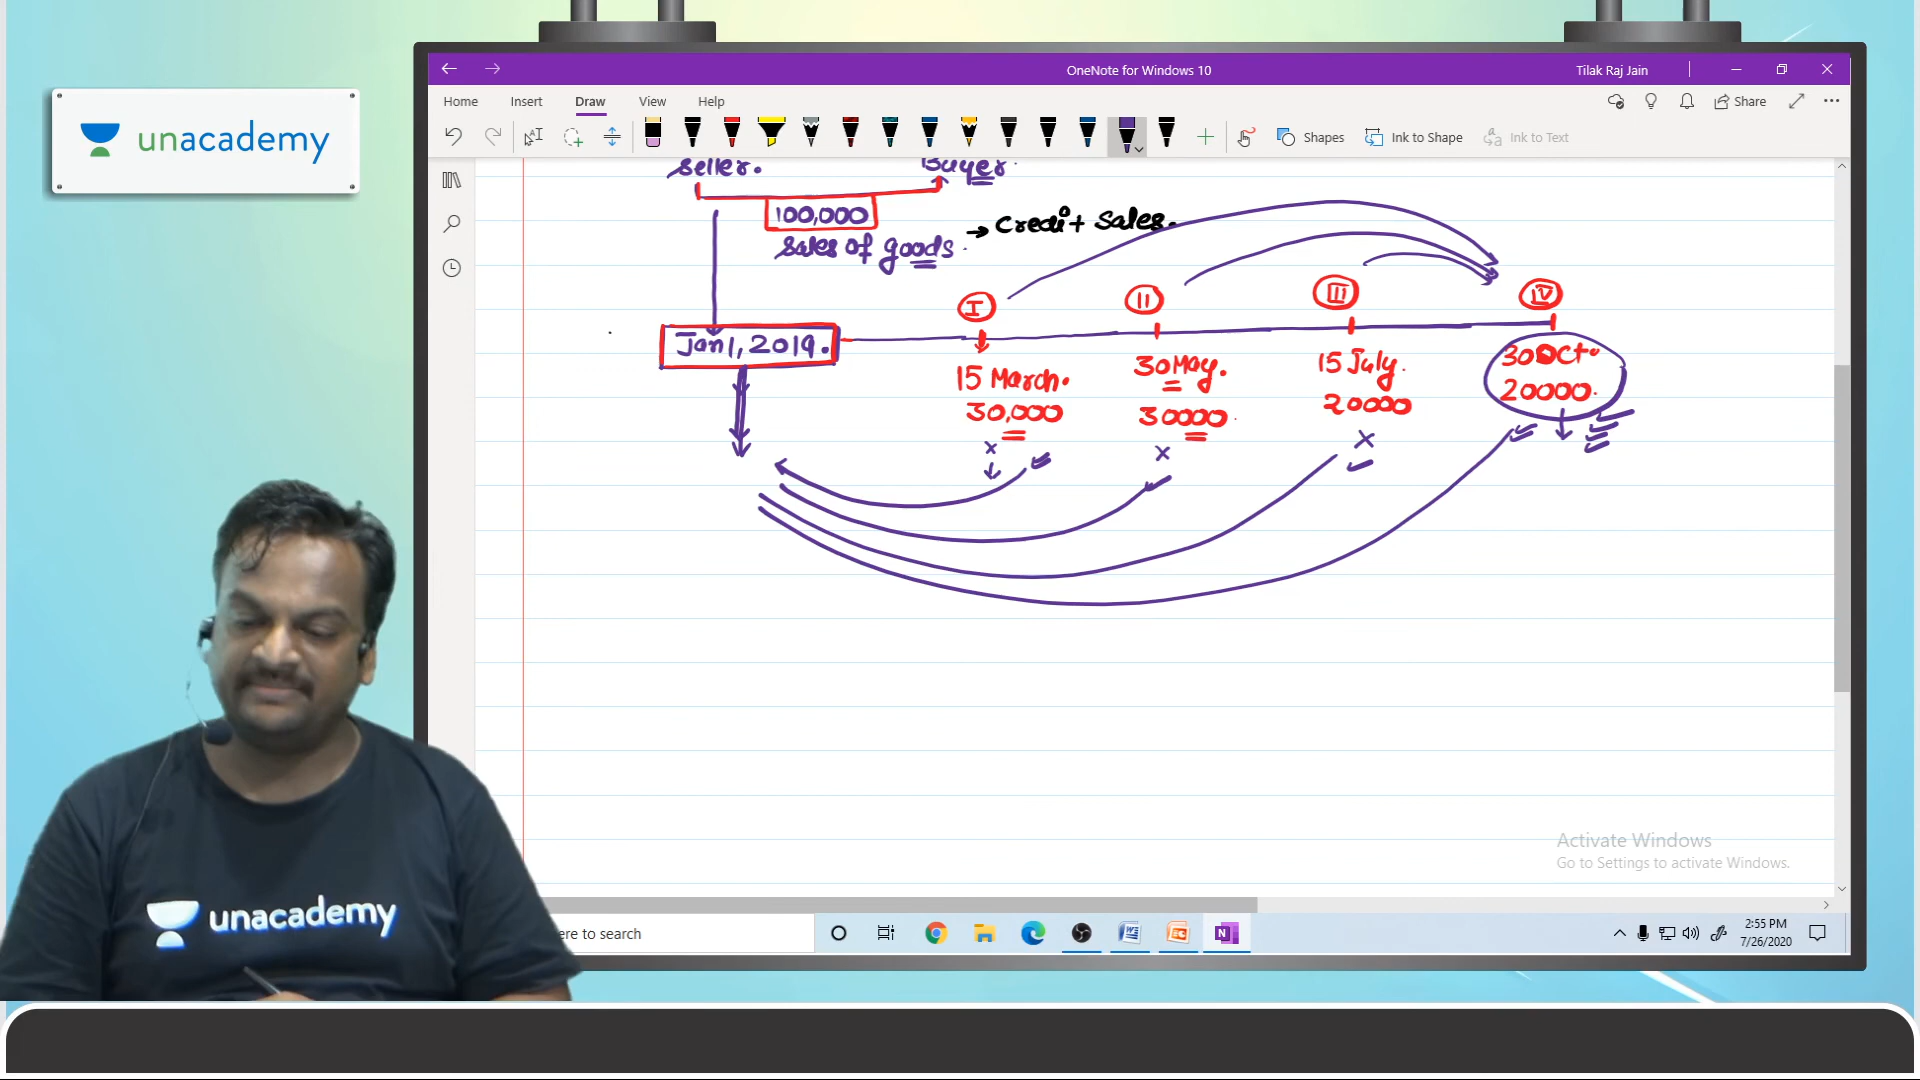 unacademy
OneNote for Windows 10
Tilak Raj Jain
Home
Insert
Draw
View
Help
Share
Shapes
Ink to Shape
Ink to Text
Seller.
Buyer.
100,000
Sales of goods.
→ Credit Sales.
I
II
III
IV
Jan 1, 2019.
15 March.
30,000
30 May.
30000
15 July.
20000
30 Oct.
20000.
Activate Windows
Go to Settings to activate Windows.
unacademy
ere to search
2:55 PM
7/26/2020